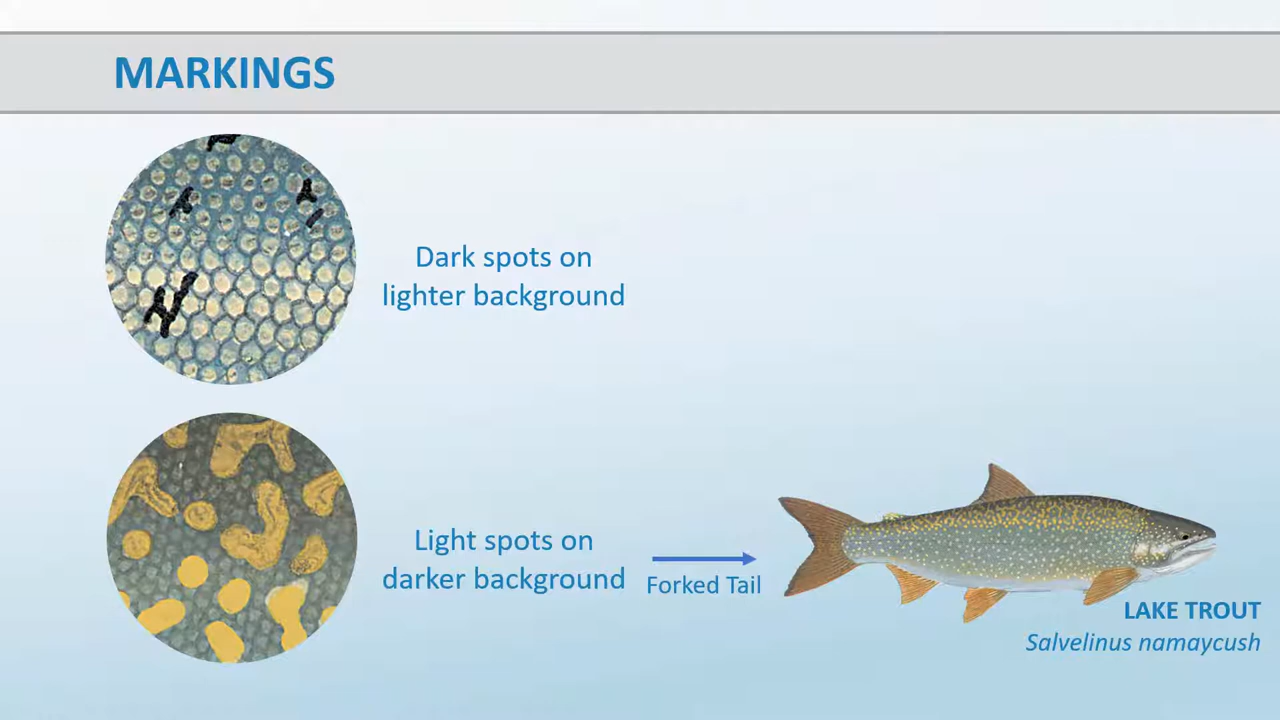 MARKINGS
Dark spots on
lighter background
Light spots on
darker background
Forked Tail
LAKE TROUT
Salvelinus namaycush